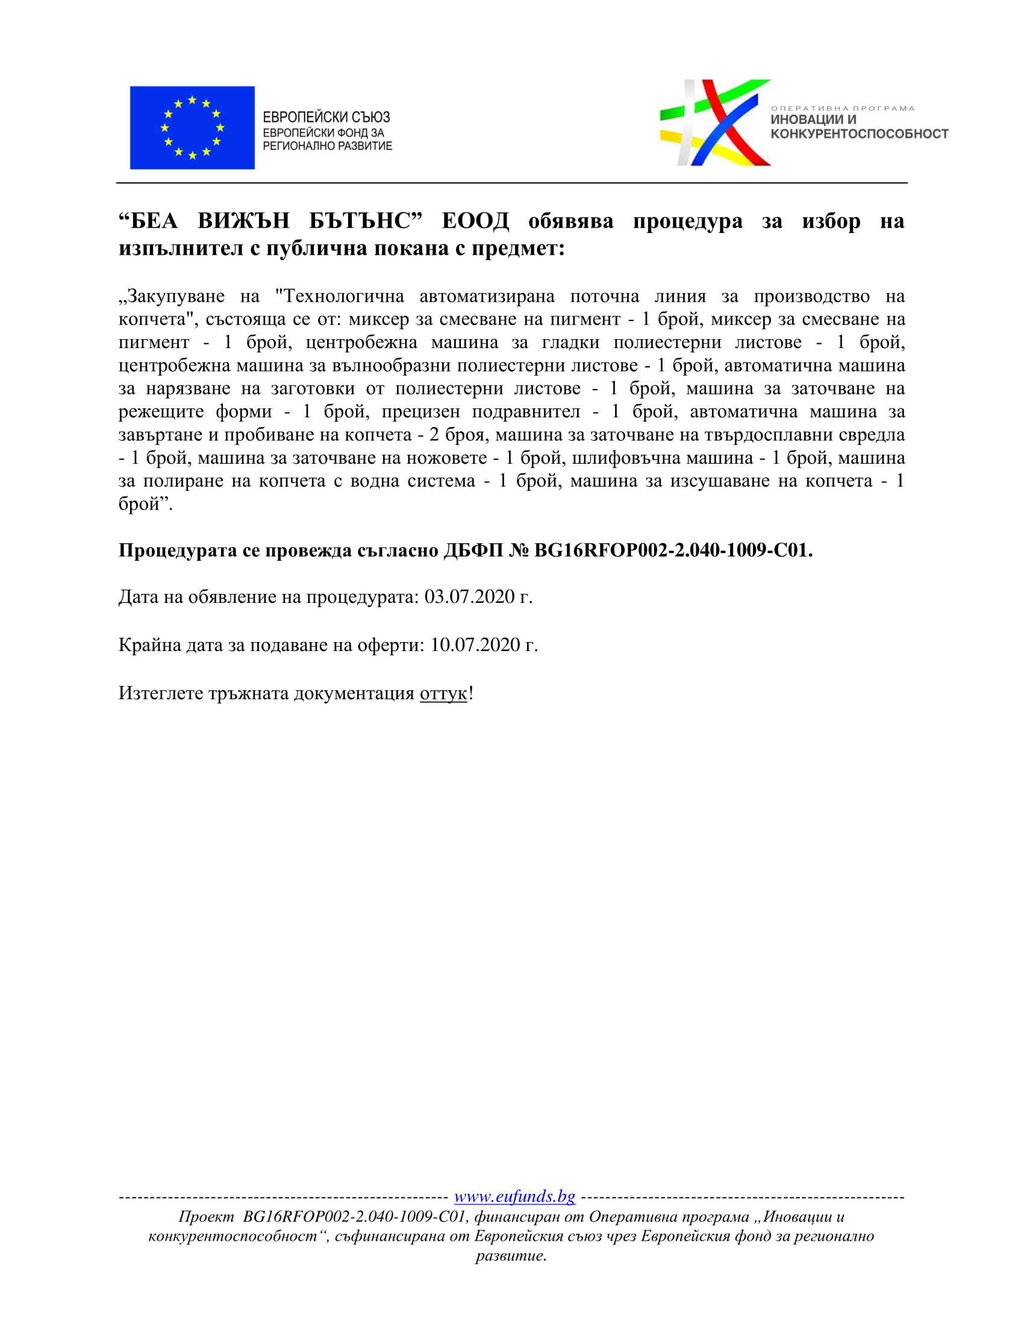 ЕВРОПЕЙСКИ СЪЮЗ
ЕВРОПЕЙСКИ ФОНД ЗА
РЕГИОНАЛНО РАЗВИТИЕ
ОПЕРАТИВНА ПРОГРАМА
ИНОВАЦИИ И
КОНКУРЕНТОСПОСОБНОСТ
“БЕА ВИЖЪН БЪТЪНС” ЕООД обявява процедура за избор на
изпълнител с публична покана с предмет:
„Закупуване на "Технологична автоматизирана поточна линия за производство на
копчета", състояща се от: миксер за смесване на пигмент - 1 брой, миксер за смесване на
пигмент - 1 брой, центробежна машина за гладки полиестерни листове - 1 брой,
центробежна машина за вълнообразни полиестерни листове - 1 брой, автоматична машина
за нарязване на заготовки от полиестерни листове - 1 брой, машина за заточване на
режещите форми - 1 брой, прецизен подравнител - 1 брой, автоматична машина за
завъртане и пробиване на копчета - 2 броя, машина за заточване на твърдосплавни свредла
- 1 брой, машина за заточване на ножовете - 1 брой, шлифовъчна машина - 1 брой, машина
за полиране на копчета с водна система - 1 брой, машина за изсушаване на копчета - 1
брой”.
Процедурата се провежда съгласно ДБФП № BG16RFOP002-2.040-1009-C01.
Дата на обявление на процедурата: 03.07.2020 г.
Крайна дата за подаване на оферти: 10.07.2020 г.
Изтеглете тръжната документация оттук!
------------------------------------------------------ www.eufunds.bg -----------------------------------------------------
Проект BG16RFOP002-2.040-1009-C01, финансиран от Оперативна програма „Иновации и
конкурентоспособност“, съфинансирана от Европейския съюз чрез Европейския фонд за регионално
развитие.